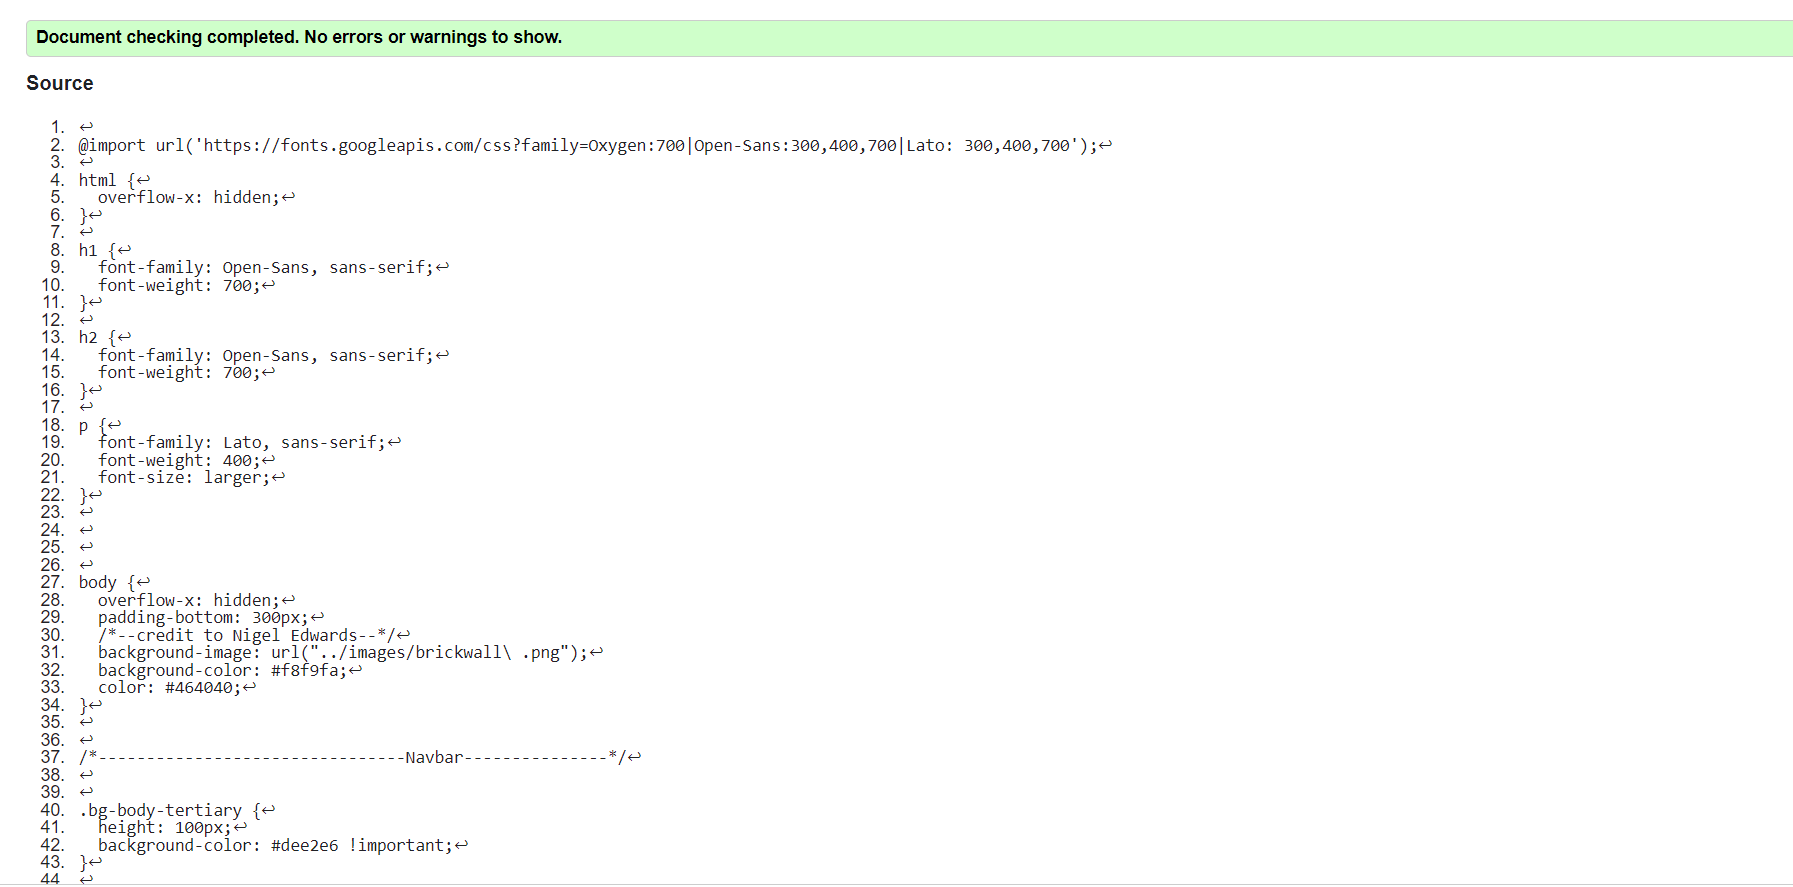 Document checking completed. No errors or warnings to show.
Source
1. ↩
2. @import url('https://fonts.googleapis.com/css?family=Oxygen:700|Open-Sans:300,400,700|Lato: 300,400,700');↩
3. ↩
4. html {↩
5.   overflow-x: hidden;↩
6. }↩
7. ↩
8. h1 {↩
9.   font-family: Open-Sans, sans-serif;↩
10.   font-weight: 700;↩
11. }↩
12. ↩
13. h2 {↩
14.   font-family: Open-Sans, sans-serif;↩
15.   font-weight: 700;↩
16. }↩
17. ↩
18. p {↩
19.   font-family: Lato, sans-serif;↩
20.   font-weight: 400;↩
21.   font-size: larger;↩
22. }↩
23. ↩
24. ↩
25. ↩
26. ↩
27. body {↩
28.   overflow-x: hidden;↩
29.   padding-bottom: 300px;↩
30.   /*--credit to Nigel Edwards--*/↩
31.   background-image: url("../images/brickwall\ .png");↩
32.   background-color: #f8f9fa;↩
33.   color: #464040;↩
34. }↩
35. ↩
36. ↩
37. /*--------------------------------Navbar---------------*/↩
38. ↩
39. ↩
40. .bg-body-tertiary {↩
41.   height: 100px;↩
42.   background-color: #dee2e6 !important;↩
43. }↩
44 ↩